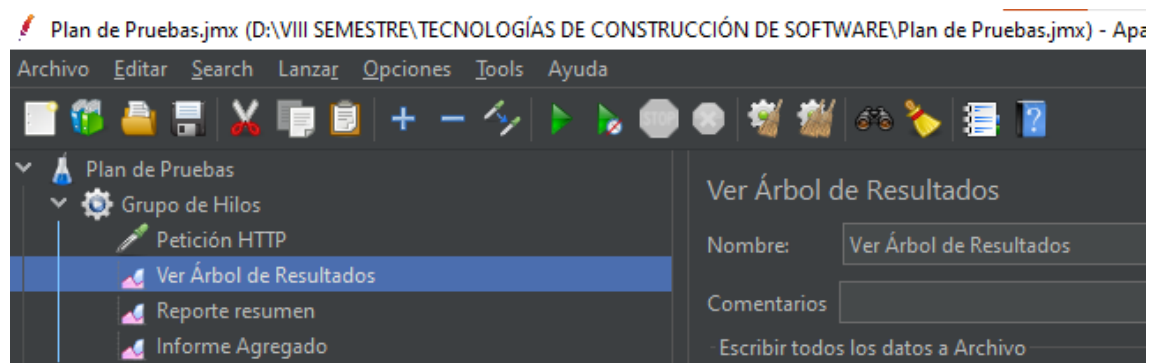 Plan de Pruebas.jmx (D:\VIII SEMESTRE\TECNOLOGÍAS DE CONSTRUCCIÓN DE SOFTWARE\Plan de Pruebas.jmx) - Apa
Archivo Editar Search Lanzar Opciones Tools Ayuda
STOP
?
Plan de Pruebas
Grupo de Hilos
Petición HTTP
Ver Árbol de Resultados
Reporte resumen
Informe Agregado
Ver Árbol de Resultados
Nombre: Ver Árbol de Resultados
Comentarios
Escribir todos los datos a Archivo